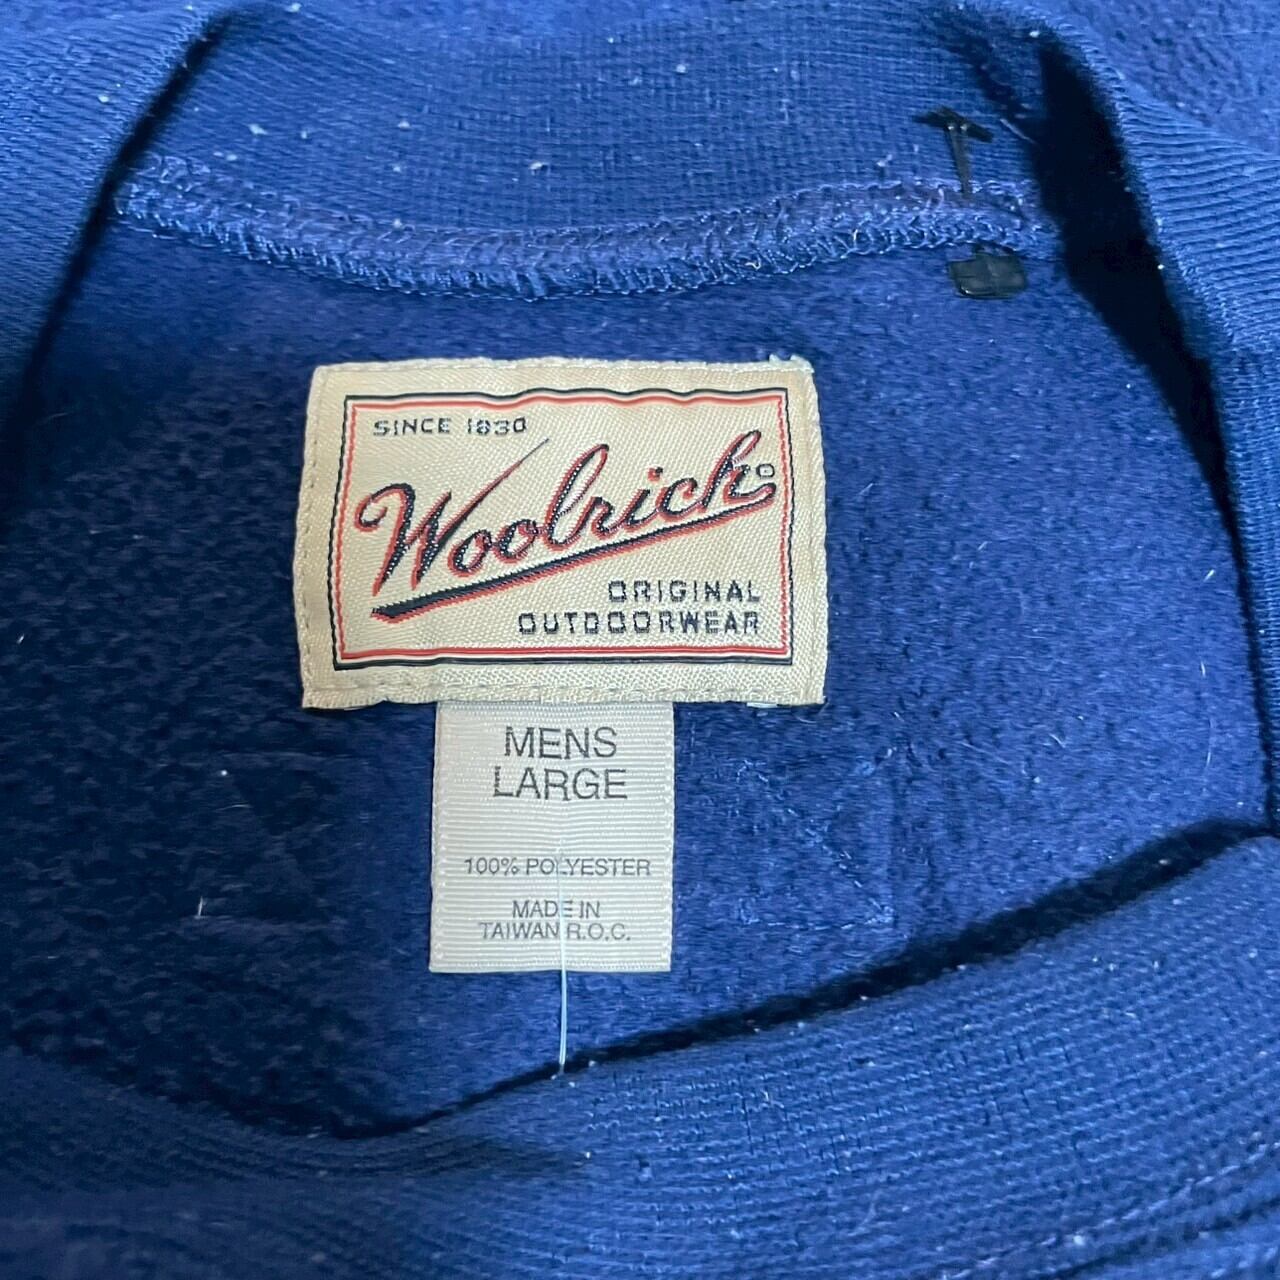 SINCE 1830
Woolrich®
ORIGINAL
OUTDOORWEAR
MENS
LARGE
100% POLYESTER
MADE IN
TAIWAN R.O.C.